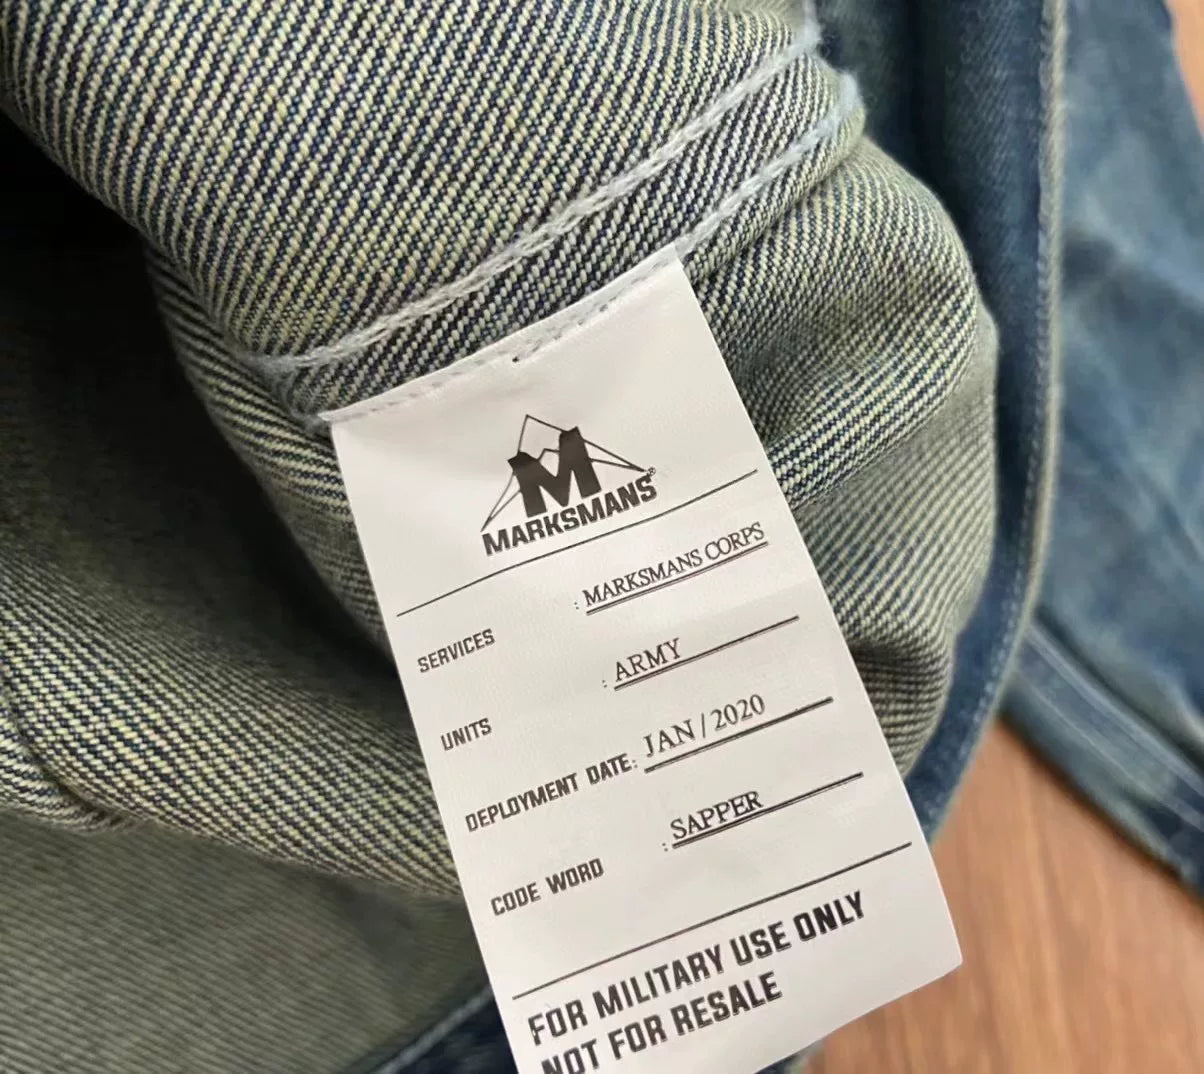 M
MARKSMANS®
SERVICES : MARKSMANS CORPS
UNITS : ARMY
DEPLOYMENT DATE: JAN / 2020
CODE WORD : SAPPER
FOR MILITARY USE ONLY
NOT FOR RESALE